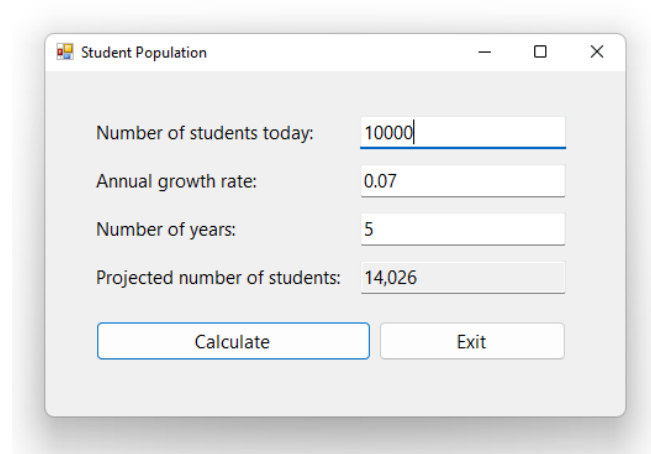 Student Population
Number of students today: 10000
Annual growth rate: 0.07
Number of years: 5
Projected number of students: 14,026
Calculate Exit